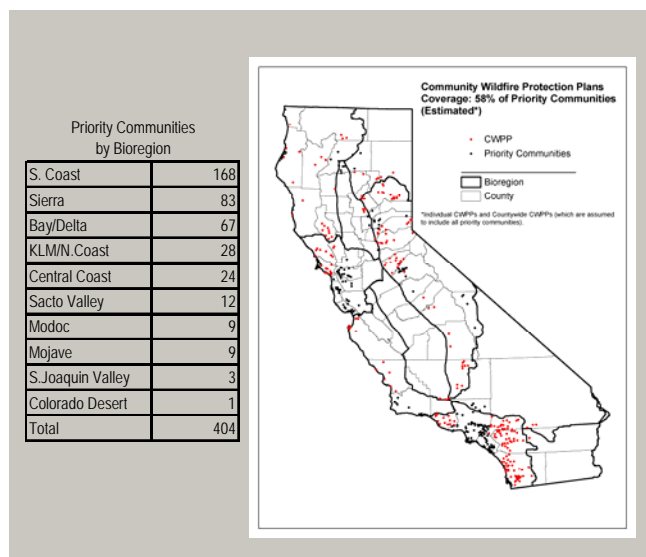 Priority Communities
by Bioregion
S. Coast 168
Sierra 83
Bay/Delta 67
KLM/N.Coast 28
Central Coast 24
Sacto Valley 12
Modoc 9
Mojave 9
S.Joaquin Valley 3
Colorado Desert 1
Total 404
Community Wildfire Protection Plans
Coverage: 58% of Priority Communities
(Estimated*)
CWPP
Priority Communities
Bioregion
County
*Individual CWPPs and Countywide CWPPs (which are assumed
to include all priority communities).